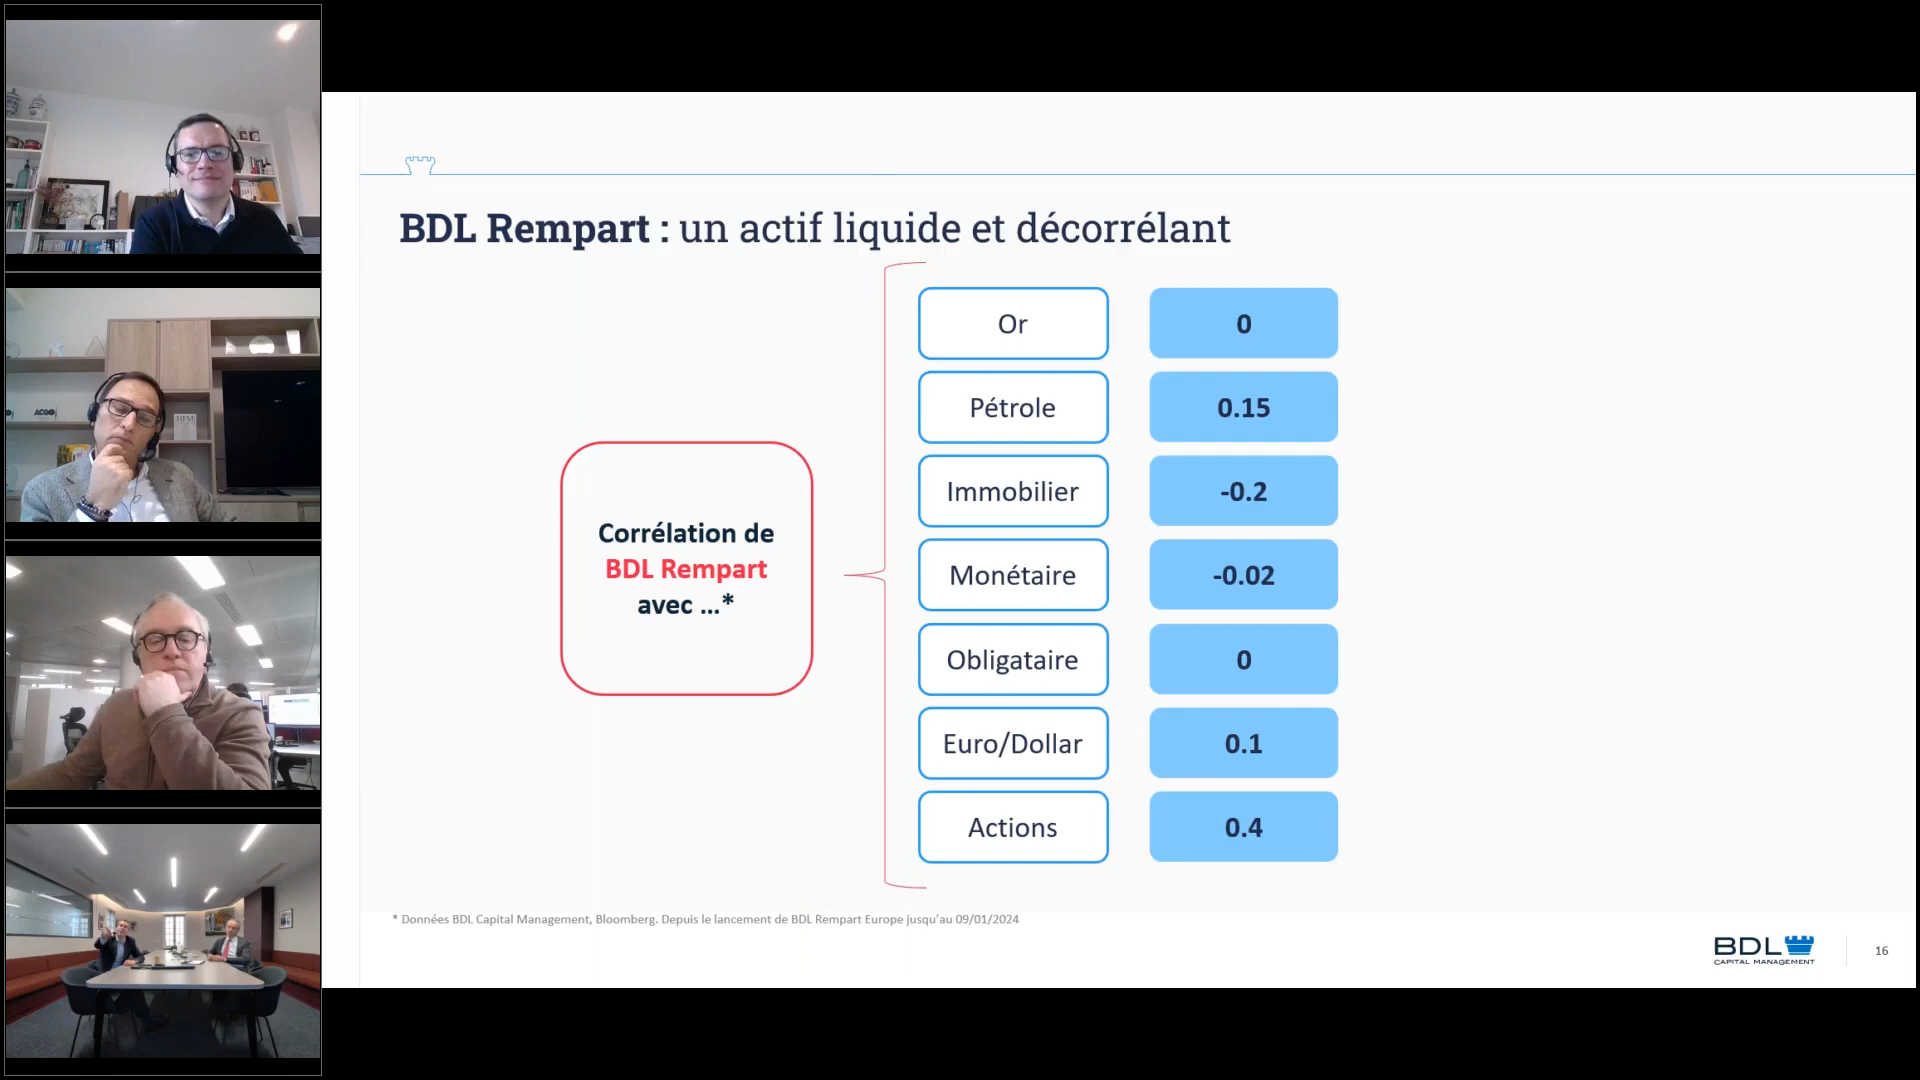 BDL Rempart : un actif liquide et décorrélant
Corrélation de
BDL Rempart
avec ...*
Or
0
Pétrole
0.15
Immobilier
-0.2
Monétaire
-0.02
Obligataire
0
Euro/Dollar
0.1
Actions
0.4
* Données BDL Capital Management, Bloomberg. Depuis le lancement de BDL Rempart Europe jusqu'au 09/01/2024
BDL
CAPITAL MANAGEMENT
16
HFM